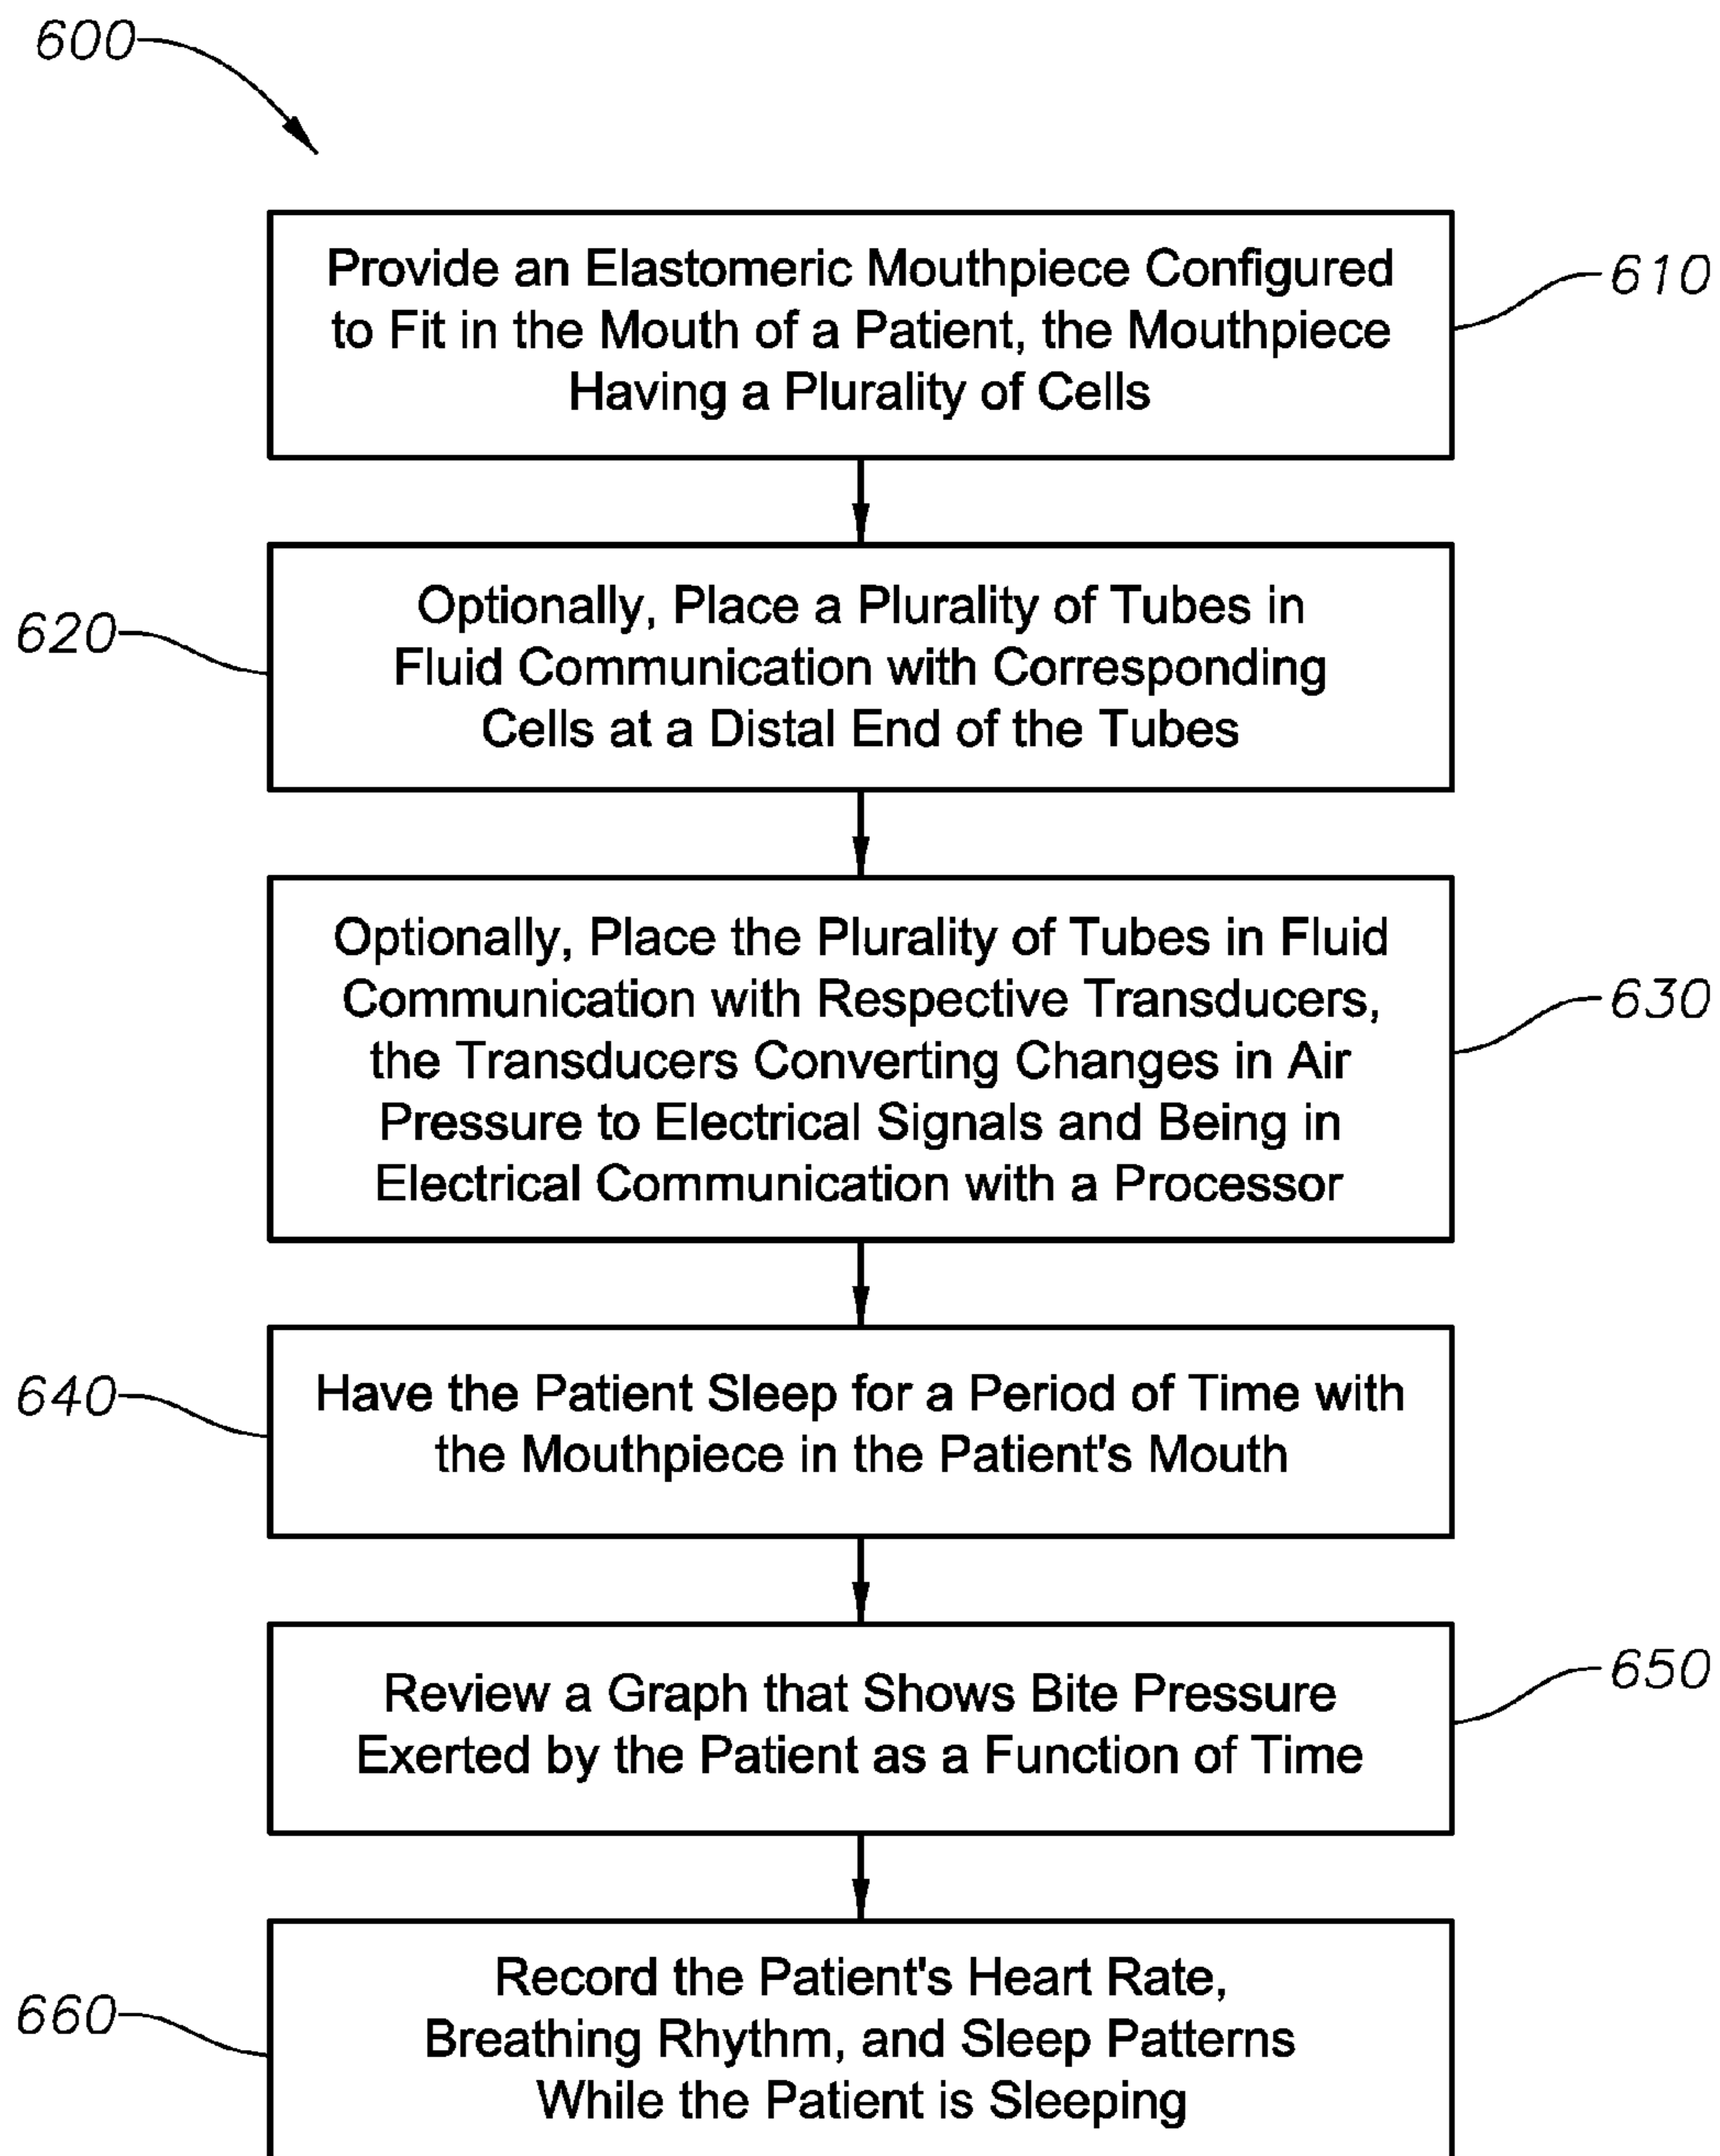 600
Provide an Elastomeric Mouthpiece Configured
to Fit in the Mouth of a Patient, the Mouthpiece
Having a Plurality of Cells
610
Optionally, Place a Plurality of Tubes in
Fluid Communication with Corresponding
Cells at a Distal End of the Tubes
620
Optionally, Place the Plurality of Tubes in Fluid
Communication with Respective Transducers,
the Transducers Converting Changes in Air
Pressure to Electrical Signals and Being in
Electrical Communication with a Processor
630
Have the Patient Sleep for a Period of Time with
the Mouthpiece in the Patient's Mouth
640
Review a Graph that Shows Bite Pressure
Exerted by the Patient as a Function of Time
650
Record the Patient's Heart Rate,
Breathing Rhythm, and Sleep Patterns
While the Patient is Sleeping
660